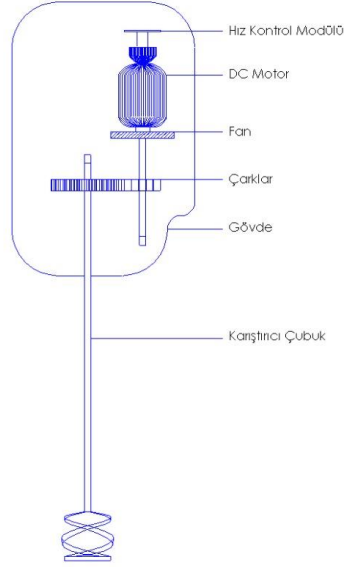 Hız Kontrol Modülü
DC Motor
Fan
Çarklar
Gövde
Karıştırıcı Çubuk